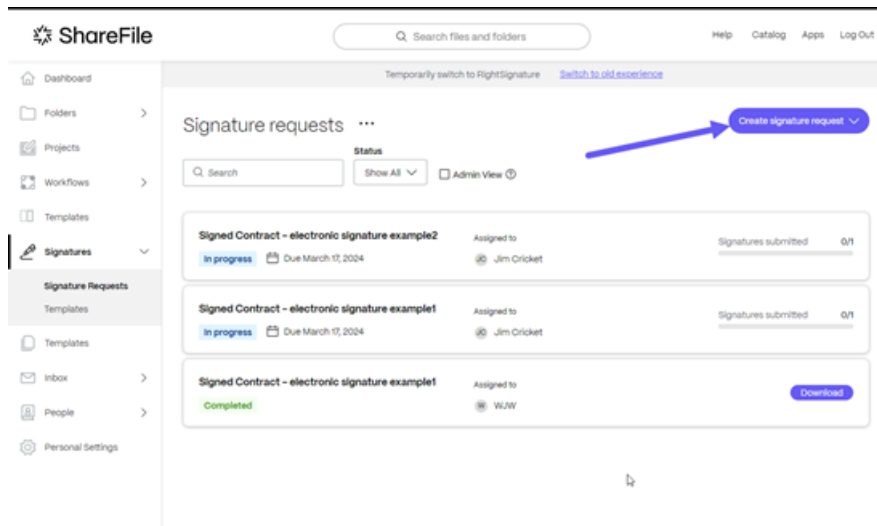 ShareFile
Search files and folders
Help Catalog Apps Log Out
Temporarily switch to RightSignature Switch to old experience
Dashboard
Folders
Projects
Workflows
Templates
Signatures
Signature Requests
Templates
Templates
Inbox
People
Personal Settings
Signature requests ...
Create signature request
Status
Search
Show All
Admin View ?
Signed Contract – electronic signature example2
In progress Due March 17, 2024
Assigned to
JC Jim Cricket
Signatures submitted 0/1
Signed Contract – electronic signature example1
In progress Due March 17, 2024
Assigned to
JC Jim Cricket
Signatures submitted 0/1
Signed Contract – electronic signature example1
Completed
Assigned to
W WJW
Download